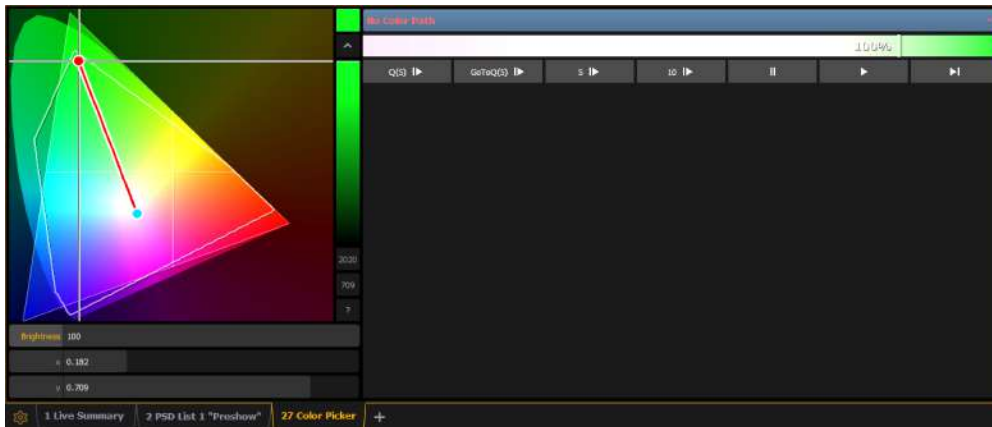 No Color Path
100%
Q(S) GoToQ(S) 5 10
2020
709
?
Brightness 100
x 0.182
y 0.709
1 Live Summary 2 PSD List 1 "Preshow" 27 Color Picker +